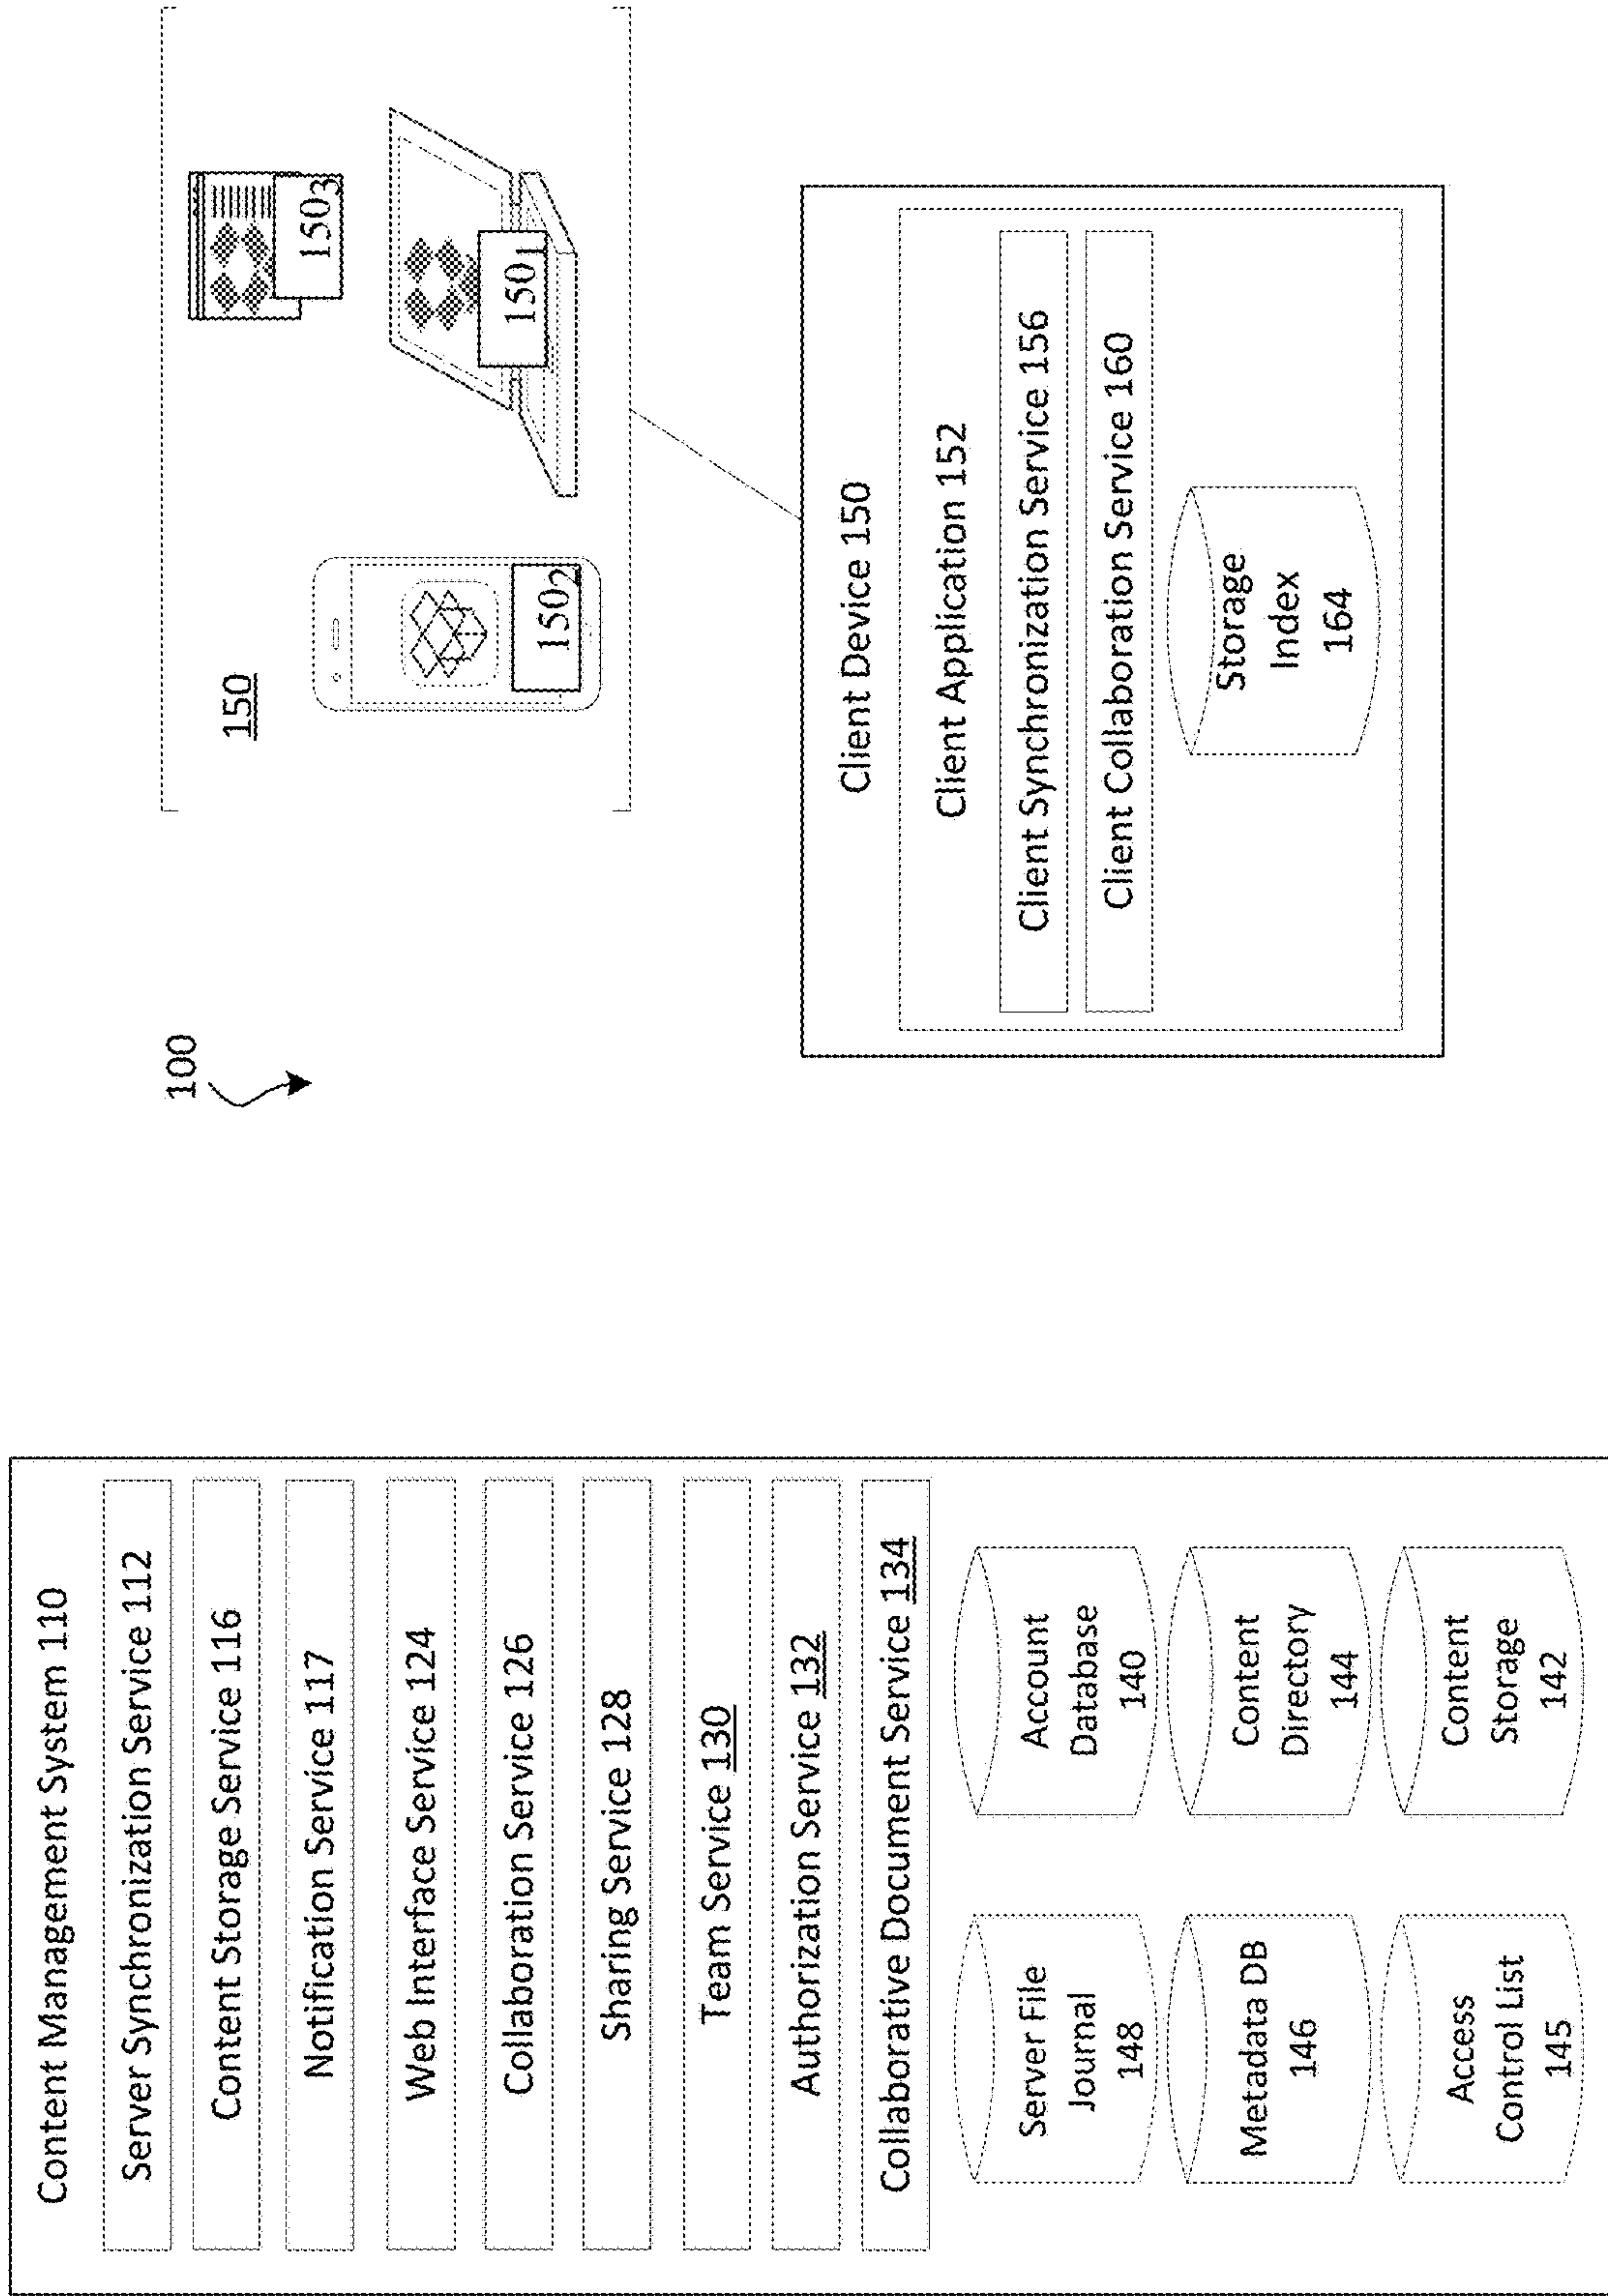 Content Management System 110
Server Synchronization Service 112
Content Storage Service 116
Notification Service 117
Web Interface Service 124
Collaboration Service 126
Sharing Service 128
Team Service 130
Authorization Service 132
Collaborative Document Service 134
Server File
Journal
148
Account
Database
140
Metadata DB
146
Content
Directory
144
Access
Control List
145
Content
Storage
142
100
150
150₂
150₁
150₃
Client Device 150
Client Application 152
Client Synchronization Service 156
Client Collaboration Service 160
Storage
Index
164